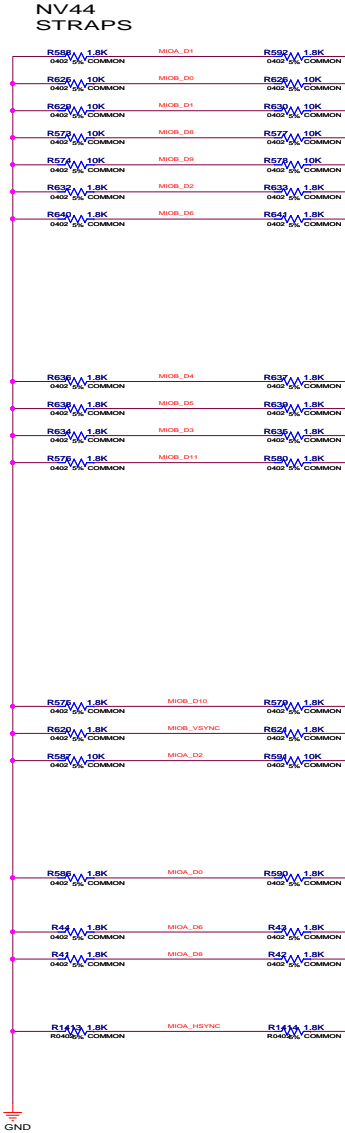 NV44
STRAPS
R588 1.8K MIOA_D1 R592 1.8K
0402 5% COMMON 0402 5% COMMON
R625 10K MIOB_D0 R626 10K
0402 5% COMMON 0402 5% COMMON
R629 10K MIOB_D1 R630 10K
0402 5% COMMON 0402 5% COMMON
R573 10K MIOB_D8 R577 10K
0402 5% COMMON 0402 5% COMMON
R574 10K MIOB_D9 R578 10K
0402 5% COMMON 0402 5% COMMON
R632 1.8K MIOB_D2 R633 1.8K
0402 5% COMMON 0402 5% COMMON
R640 1.8K MIOB_D6 R641 1.8K
0402 5% COMMON 0402 5% COMMON
R636 1.8K MIOB_D4 R637 1.8K
0402 5% COMMON 0402 5% COMMON
R638 1.8K MIOB_D5 R639 1.8K
0402 5% COMMON 0402 5% COMMON
R634 1.8K MIOB_D3 R635 1.8K
0402 5% COMMON 0402 5% COMMON
R576 1.8K MIOB_D11 R580 1.8K
0402 5% COMMON 0402 5% COMMON
R575 1.8K MIOB_D10 R579 1.8K
0402 5% COMMON 0402 5% COMMON
R620 1.8K MIOB_VSYNC R624 1.8K
0402 5% COMMON 0402 5% COMMON
R587 10K MIOA_D2 R591 10K
0402 5% COMMON 0402 5% COMMON
R586 1.8K MIOA_D0 R590 1.8K
0402 5% COMMON 0402 5% COMMON
R44 1.8K MIOA_D6 R43 1.8K
0402 5% COMMON 0402 5% COMMON
R41 1.8K MIOA_D8 R42 1.8K
0402 5% COMMON 0402 5% COMMON
R1413 1.8K MIOA_HSYNC R1414 1.8K
R0402 5% COMMON R0402 5% COMMON
GND